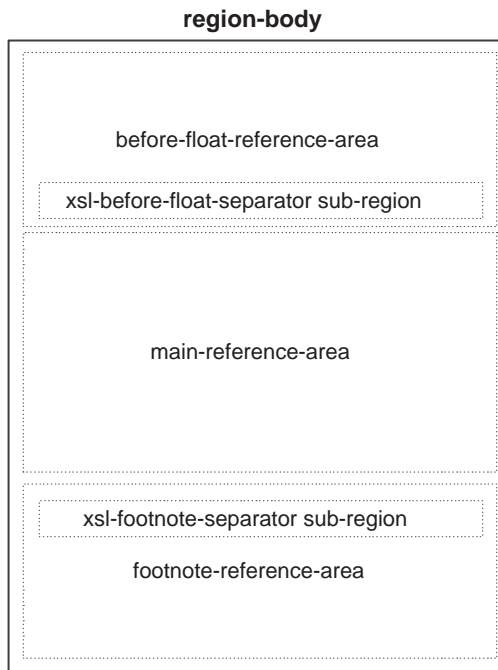 region-body
before-float-reference-area
xsl-before-float-separator sub-region
main-reference-area
xsl-footnote-separator sub-region
footnote-reference-area